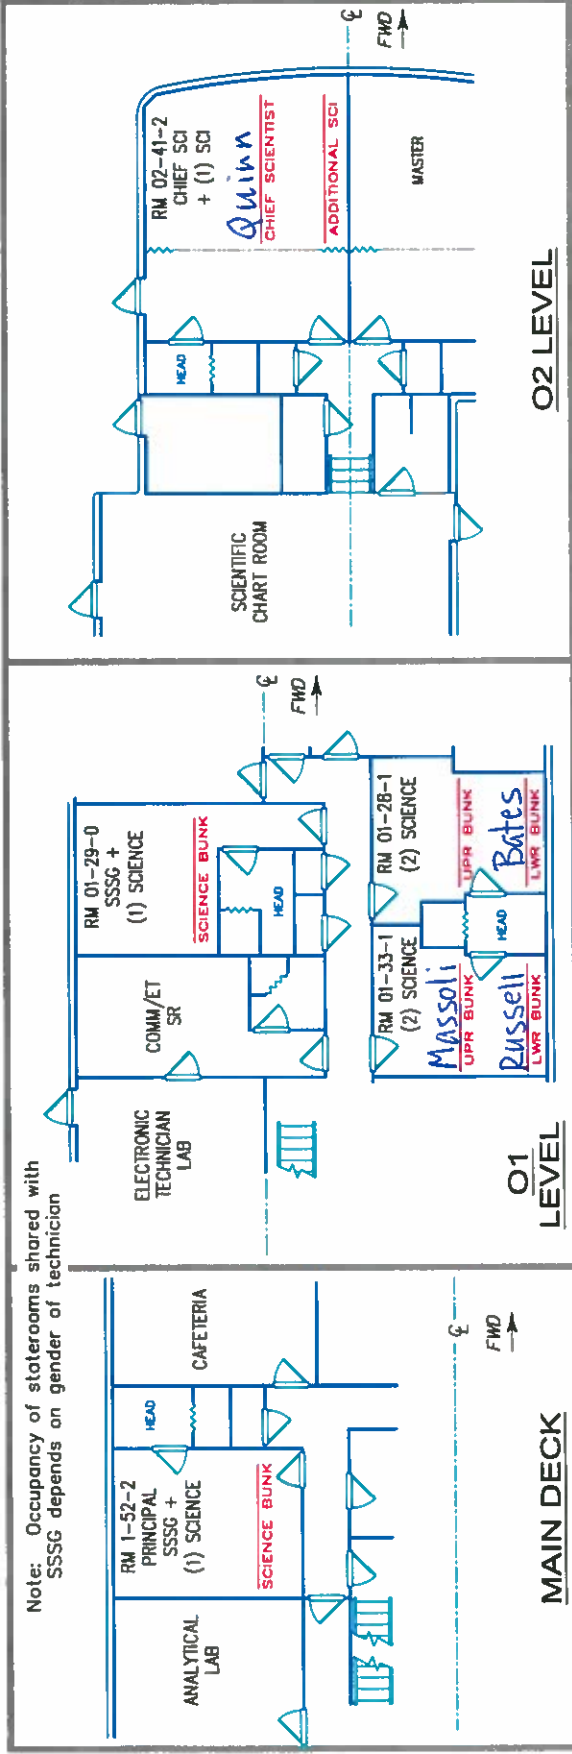 Note: Occupancy of staterooms shared with
SSSG depends on gender of technician
ANALYTICAL
LAB
RM 1-52-2
PRINCIPAL
SSSG +
(1) SCIENCE
SCIENCE BUNK
HEAD
CAFETERIA
℄
FWD
MAIN DECK
ELECTRONIC
TECHNICIAN
LAB
COMM/ET
SR
RM 01-29-0
SSSG +
(1) SCIENCE
SCIENCE BUNK
HEAD
℄
FWD
RM 01-33-1
(2) SCIENCE
Massoli
UPR BUNK
Russell
LWR BUNK
HEAD
RM 01-28-1
(2) SCIENCE
UPR BUNK
Bates
LWR BUNK
O1
LEVEL
SCIENTIFIC
CHART ROOM
HEAD
RM 02-41-2
CHIEF SCI
+ (1) SCI
Quinn
CHIEF SCIENTIST
ADDITIONAL SCI
MASTER
℄
FWD
O2 LEVEL